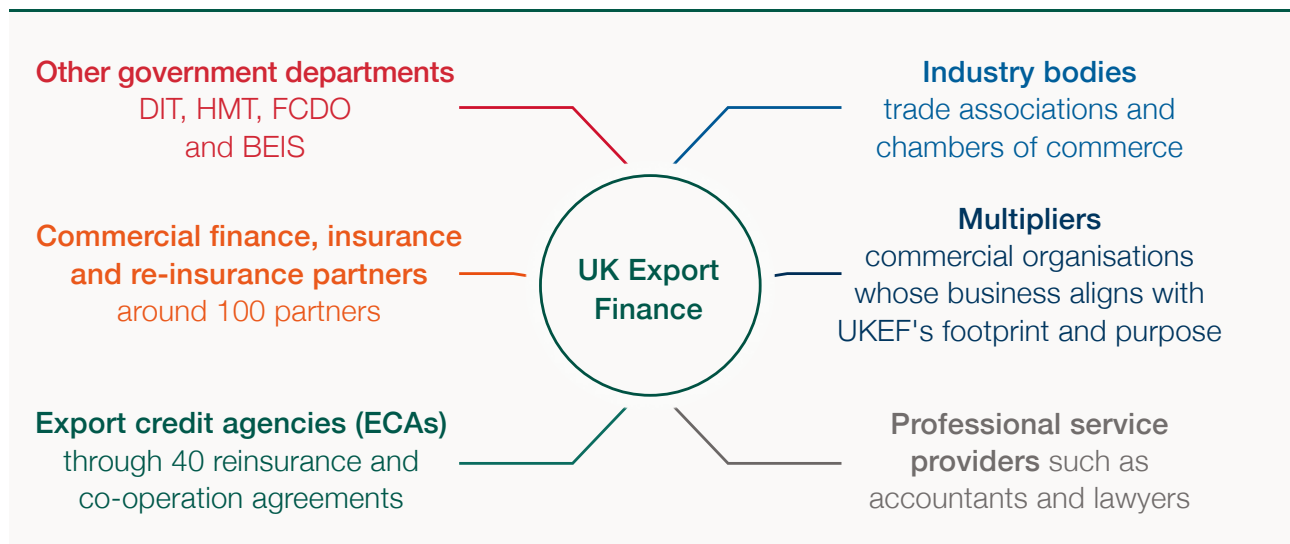 Other government departments
DIT, HMT, FCDO
and BEIS
Commercial finance, insurance
and re-insurance partners
around 100 partners
Export credit agencies (ECAs)
through 40 reinsurance and
co-operation agreements
UK Export
Finance
Industry bodies
trade associations and
chambers of commerce
Multipliers
commercial organisations
whose business aligns with
UKEF's footprint and purpose
Professional service
providers such as
accountants and lawyers